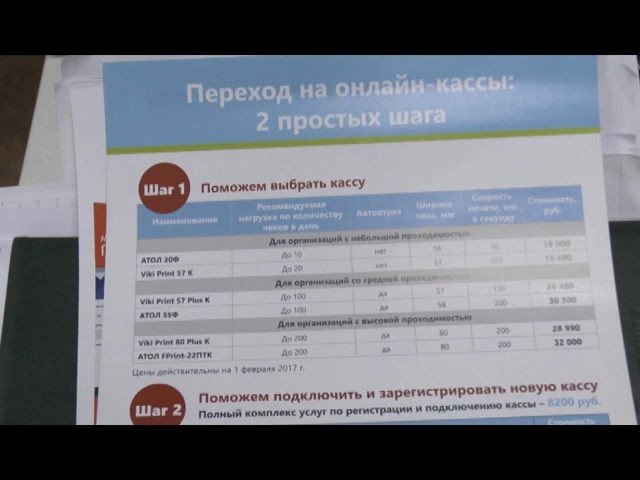 Переход на онлайн-кассы:
2 простых шага
Шаг 1 Поможем выбрать кассу
Наименование Рекомендуемая нагрузка по количеству чеков в день Автоотрез Ширина чека, мм Скорость печати, мм в секунду Стоимость, руб.
Для организаций с небольшой проходимостью
АТОЛ 30Ф До 10 нет 58 50 19 000
Viki Print 57 К До 20 нет 57 100
Для организаций со средней проходимостью
Viki Print 57 Plus К До 100 да 57 130 26 490
АТОЛ 55Ф До 100 да 58 200 30 300
Для организаций с высокой проходимостью
Viki Print 80 Plus К До 200 да 80 200 28 990
АТОЛ FPrint-22ПТК До 200 да 80 200 32 000
Цены действительны на 1 февраля 2017 г.
Шаг 2 Поможем подключить и зарегистрировать новую кассу
Полный комплекс услуг по регистрации и подключению кассы – 8200 руб.
Стоимость